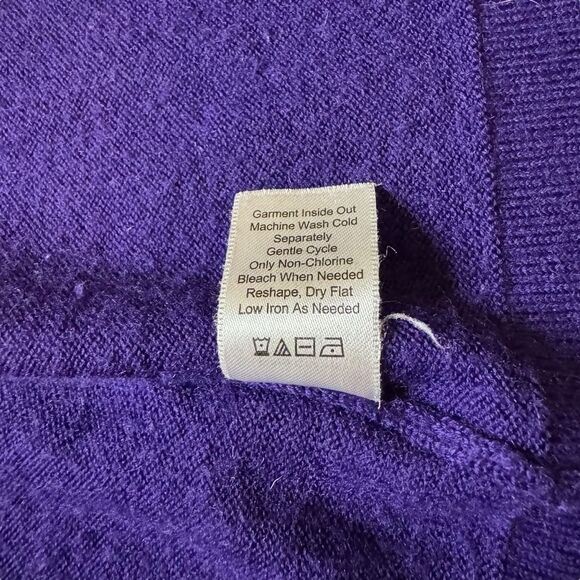 Garment Inside Out
Machine Wash Cold
Separately
Gentle Cycle
Only Non-Chlorine
Bleach When Needed
Reshape, Dry Flat
Low Iron As Needed